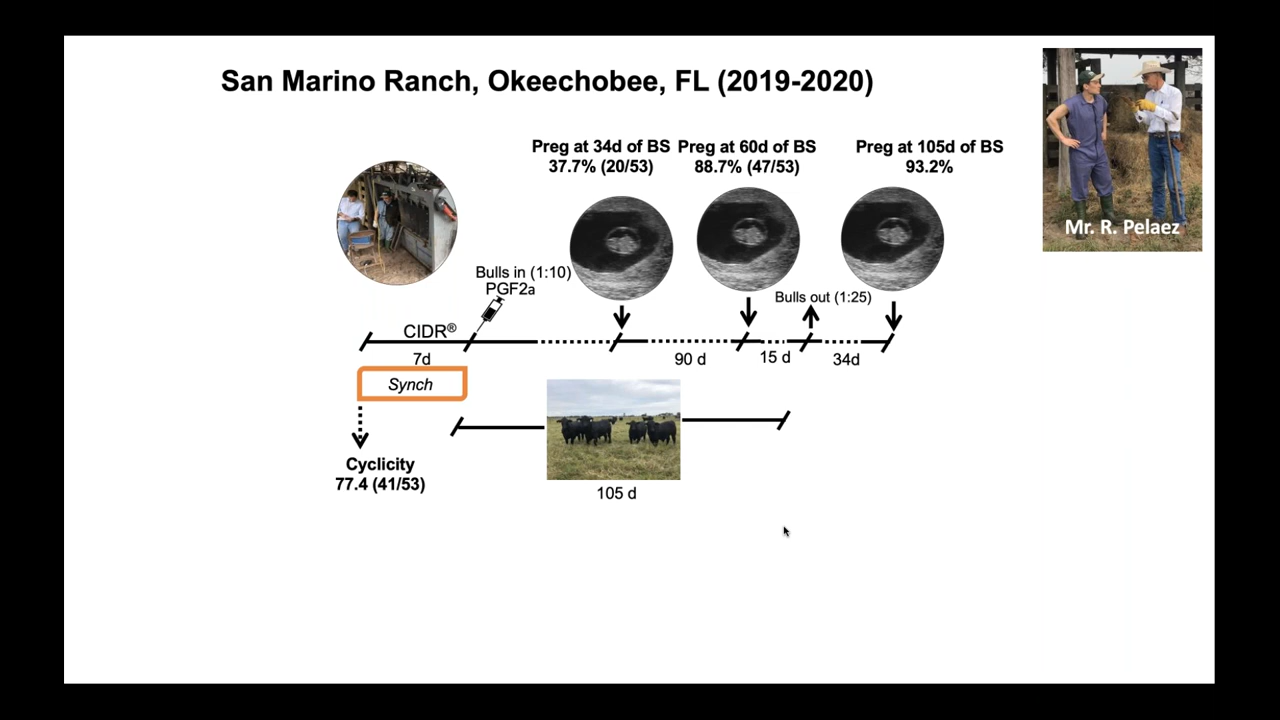 San Marino Ranch, Okeechobee, FL (2019-2020)
Preg at 34d of BS
37.7% (20/53)
Preg at 60d of BS
88.7% (47/53)
Preg at 105d of BS
93.2%
Mr. R. Pelaez
Bulls in (1:10)
PGF2a
Bulls out (1:25)
CIDR®
7d
90 d
15 d
34d
Synch
Cyclicity
77.4 (41/53)
105 d